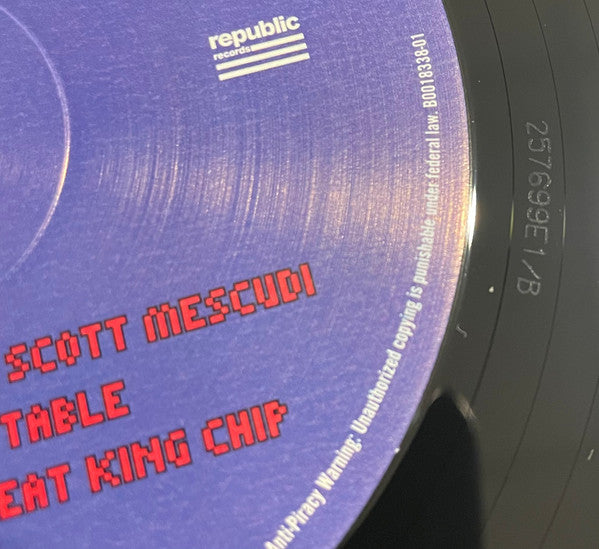 republic
records
Anti-Piracy Warning: Unauthorized copying is punishable under federal law. B0018338-01
257699E1/B
SCOTT MESCUDI
TABLE
EAT KING CHIP